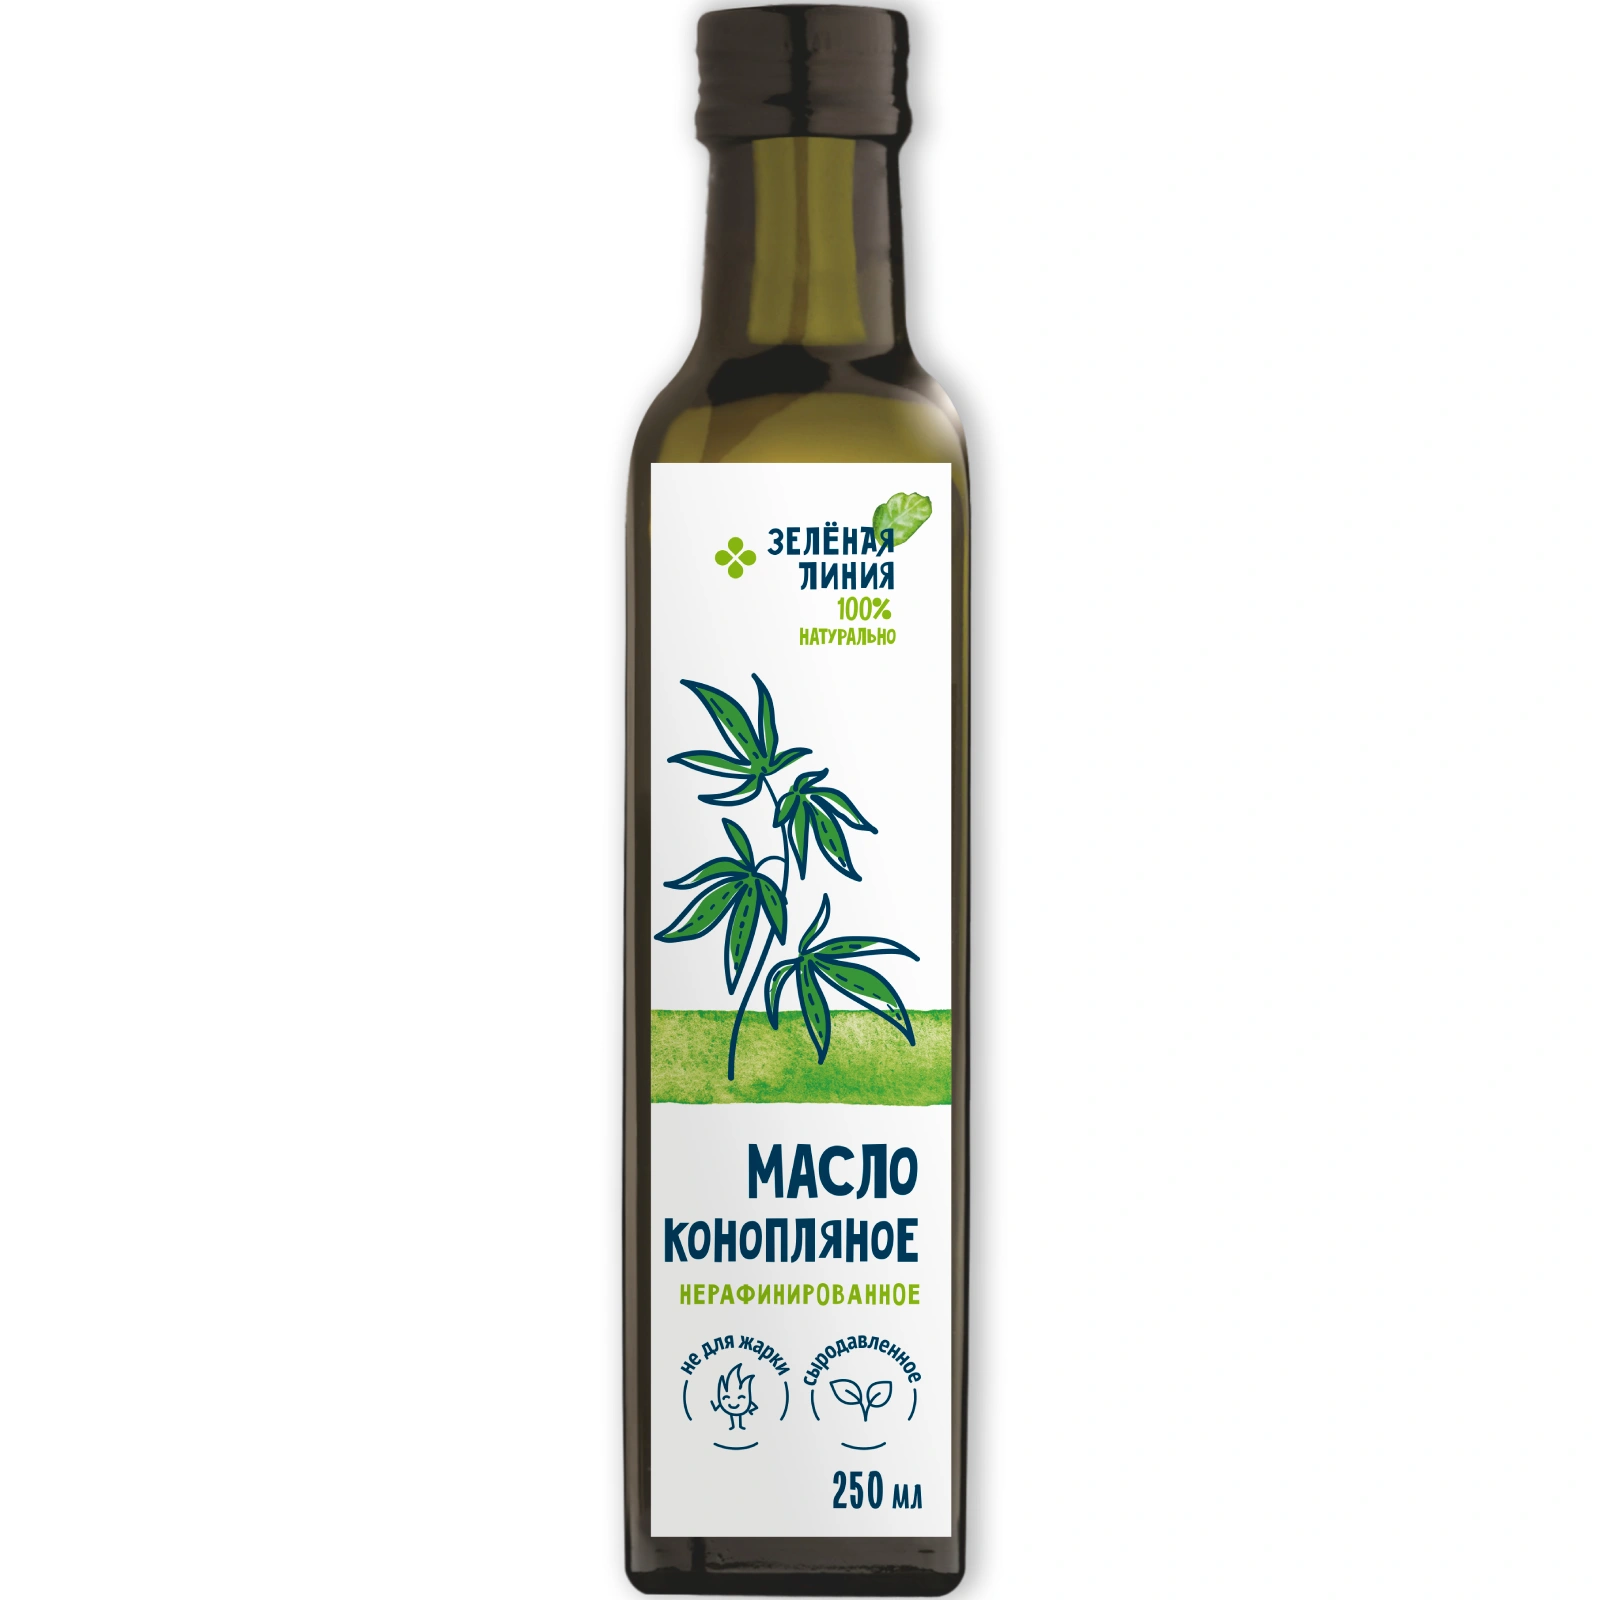 ЗЕЛЁНАЯ
ЛИНИЯ
100%
НАТУРАЛЬНО
МАСЛО
КОНОПЛЯНОЕ
НЕРАФИНИРОВАННОЕ
не для жарки
сыродавленное
250 мл